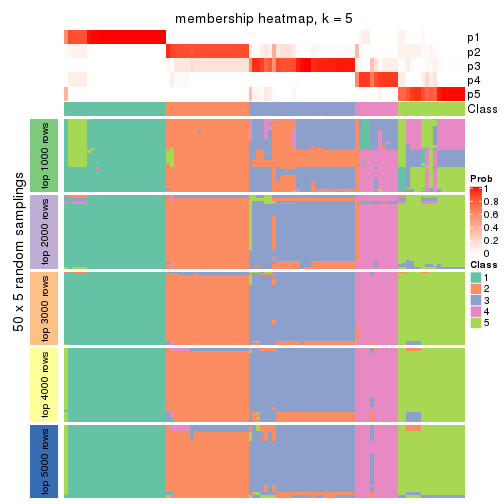 membership heatmap, k = 5
p1
p2
p3
p4
p5
Class
50 x 5 random samplings
top 1000 rows
top 2000 rows
top 3000 rows
top 4000 rows
top 5000 rows
Prob
1
0.8
0.6
0.4
0.2
0
Class
1
2
3
4
5